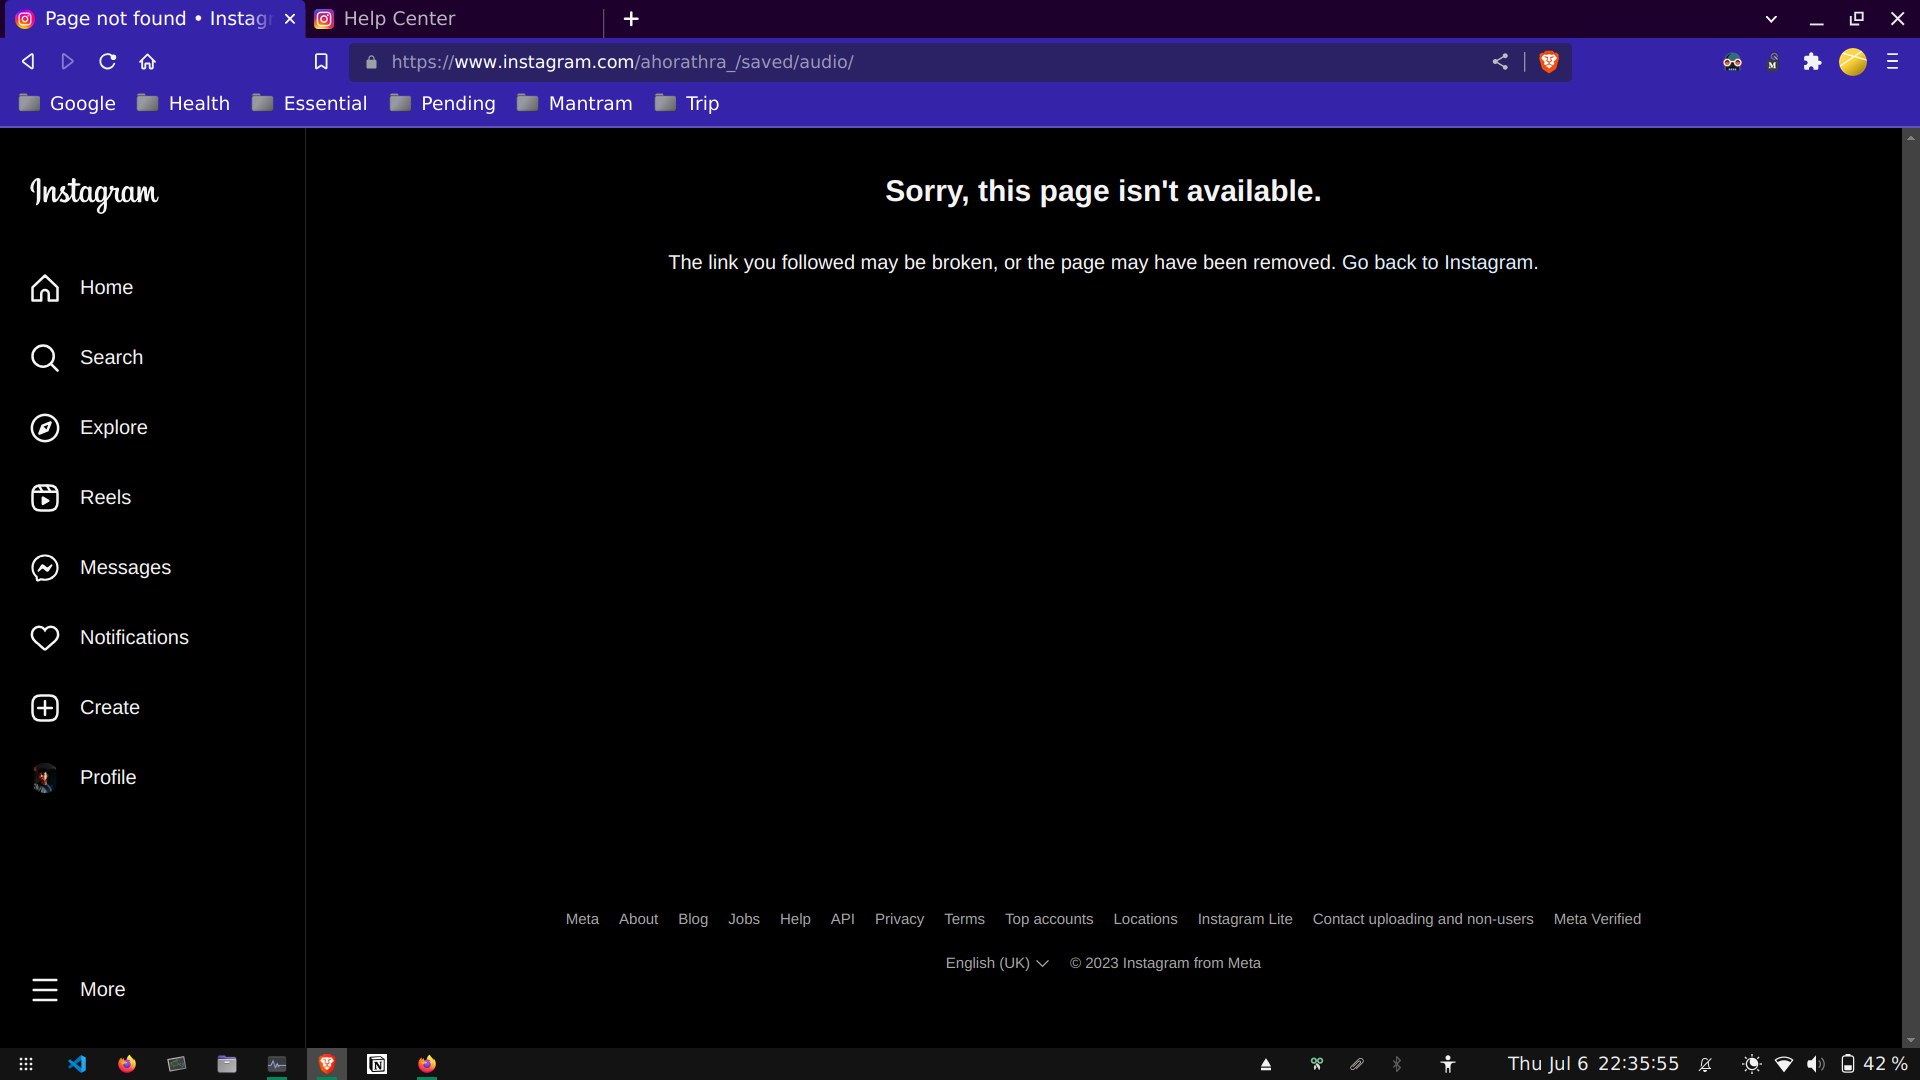 Page not found • Instagr
Help Center
https://www.instagram.com/ahorathra_/saved/audio/
Google Health Essential Pending Mantram Trip
Instagram
Home
Search
Explore
Reels
Messages
Notifications
Create
Profile
More
Sorry, this page isn't available.
The link you followed may be broken, or the page may have been removed. Go back to Instagram.
Meta About Blog Jobs Help API Privacy Terms Top accounts Locations Instagram Lite Contact uploading and non-users Meta Verified
English (UK) © 2023 Instagram from Meta
Thu Jul 6 22:35:55 42 %